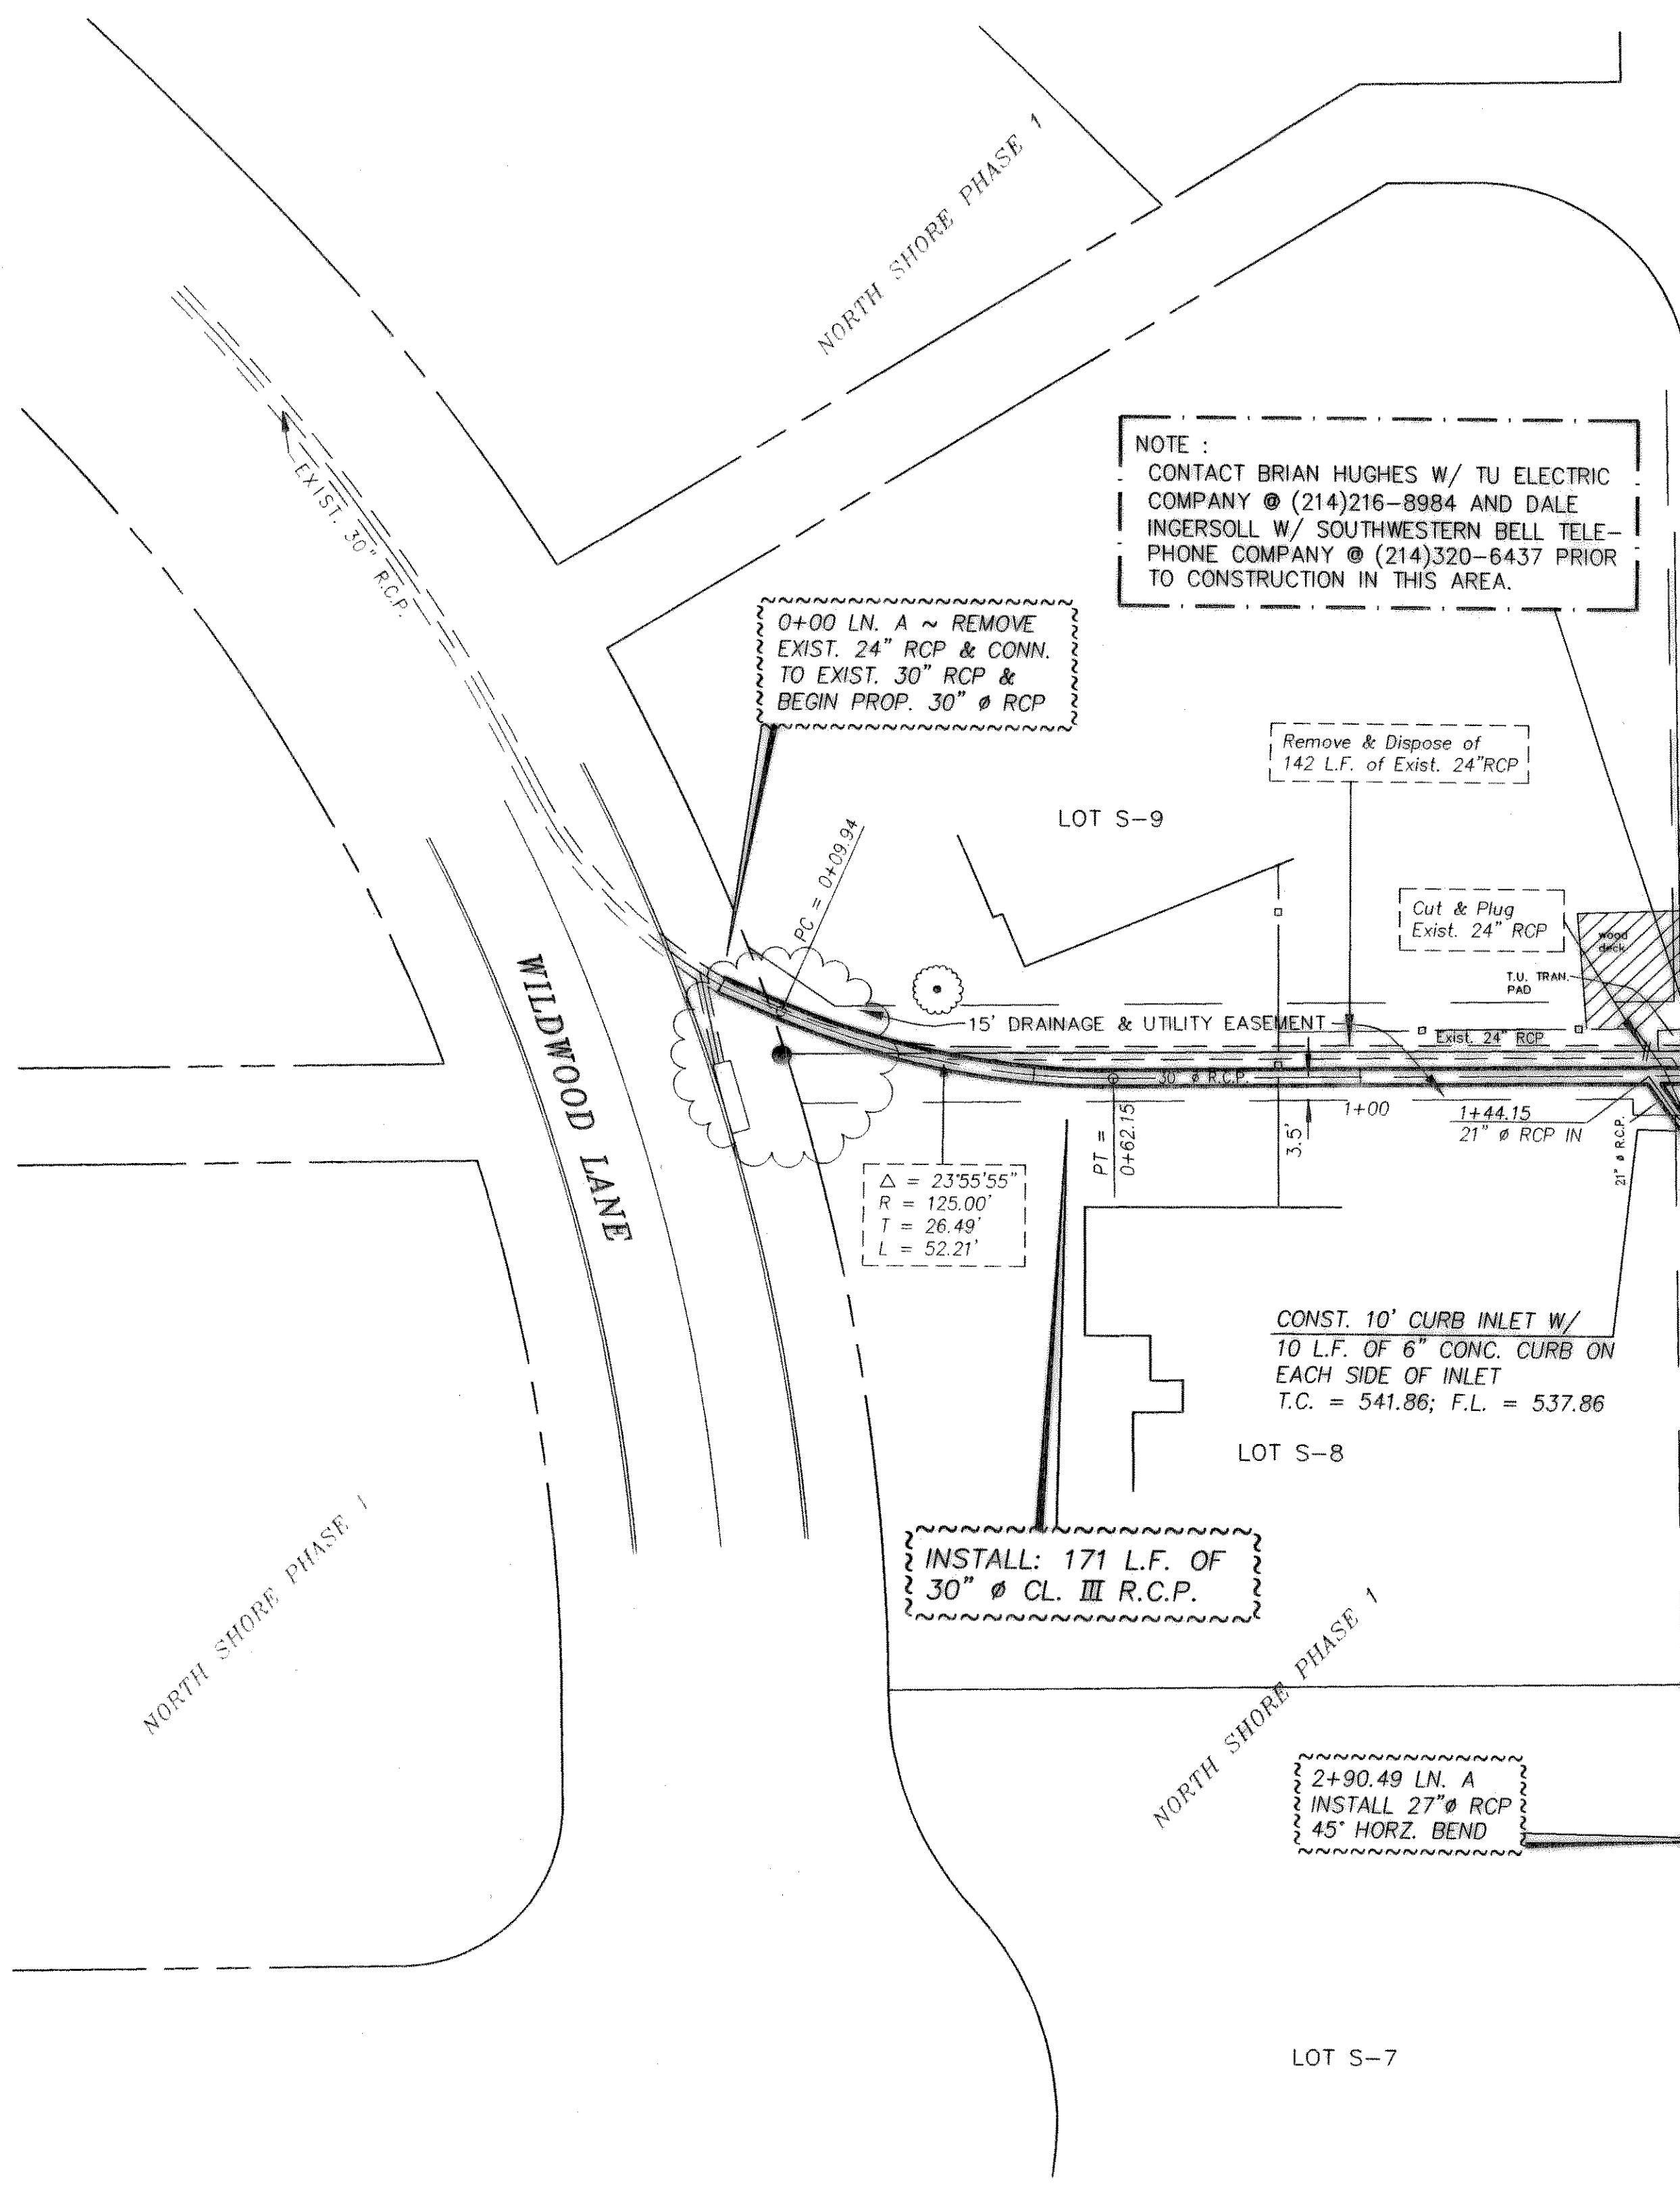 NORTH SHORE PHASE 1
NOTE :
CONTACT BRIAN HUGHES W/ TU ELECTRIC
COMPANY @ (214)216-8984 AND DALE
INGERSOLL W/ SOUTHWESTERN BELL TELE-
PHONE COMPANY @ (214)320-6437 PRIOR
TO CONSTRUCTION IN THIS AREA.
EXIST. 30" R.C.P.
0+00 LN. A ~ REMOVE
EXIST. 24" RCP & CONN.
TO EXIST. 30" RCP &
BEGIN PROP. 30" ø RCP
Remove & Dispose of
142 L.F. of Exist. 24"RCP
LOT S-9
PC = 0+09.94
Cut & Plug
Exist. 24" RCP
wood
deck
T.U. TRAN.
PAD
WILDWOOD LANE
15' DRAINAGE & UTILITY EASEMENT
Exist. 24" RCP
30" ø R.C.P.
1+00
1+44.15
21" ø RCP IN
PT =
0+62.15
3.5'
21" ø R.C.P.
Δ = 23°55'55"
R = 125.00'
T = 26.49'
L = 52.21'
CONST. 10' CURB INLET W/
10 L.F. OF 6" CONC. CURB ON
EACH SIDE OF INLET
T.C. = 541.86; F.L. = 537.86
LOT S-8
NORTH SHORE PHASE 1
INSTALL: 171 L.F. OF
30" ø CL. III R.C.P.
NORTH SHORE PHASE 1
2+90.49 LN. A
INSTALL 27"ø RCP
45° HORZ. BEND
LOT S-7